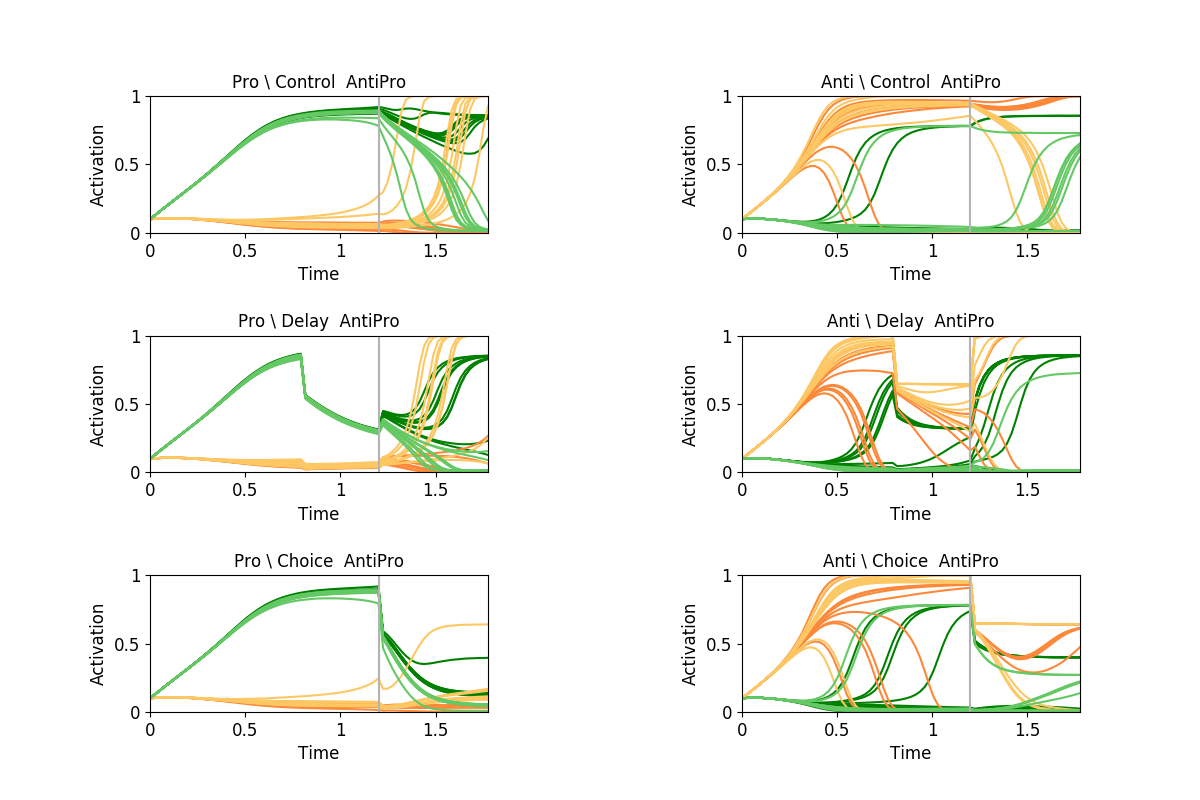 Pro \ Control  AntiPro
1
0.5
0
Activation
0
0.5
1
1.5
Time
Anti \ Control  AntiPro
1
0.5
0
Activation
0
0.5
1
1.5
Time
Pro \ Delay  AntiPro
1
0.5
0
Activation
0
0.5
1
1.5
Time
Anti \ Delay  AntiPro
1
0.5
0
Activation
0
0.5
1
1.5
Time
Pro \ Choice  AntiPro
1
0.5
0
Activation
0
0.5
1
1.5
Time
Anti \ Choice  AntiPro
1
0.5
0
Activation
0
0.5
1
1.5
Time